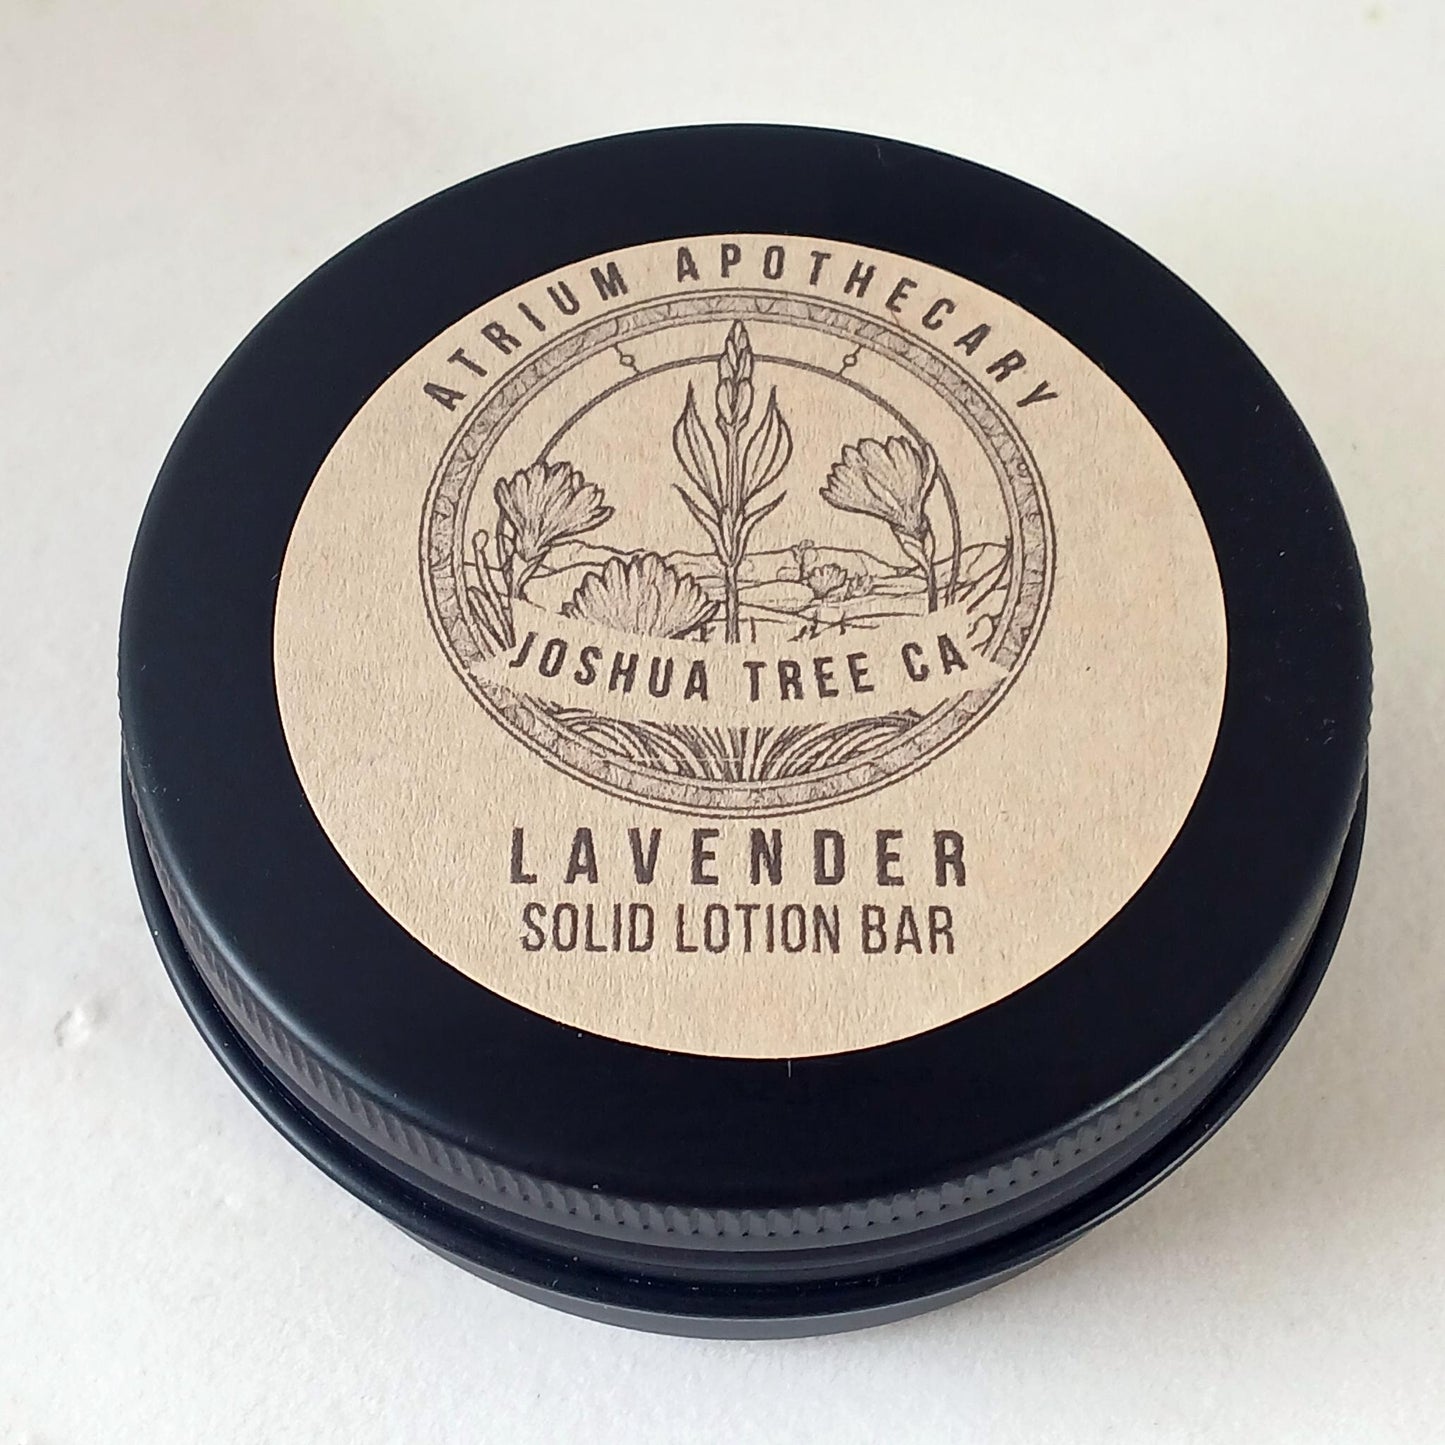 ATRIUM APOTHECARY
JOSHUA TREE CA
LAVENDER
SOLID LOTION BAR